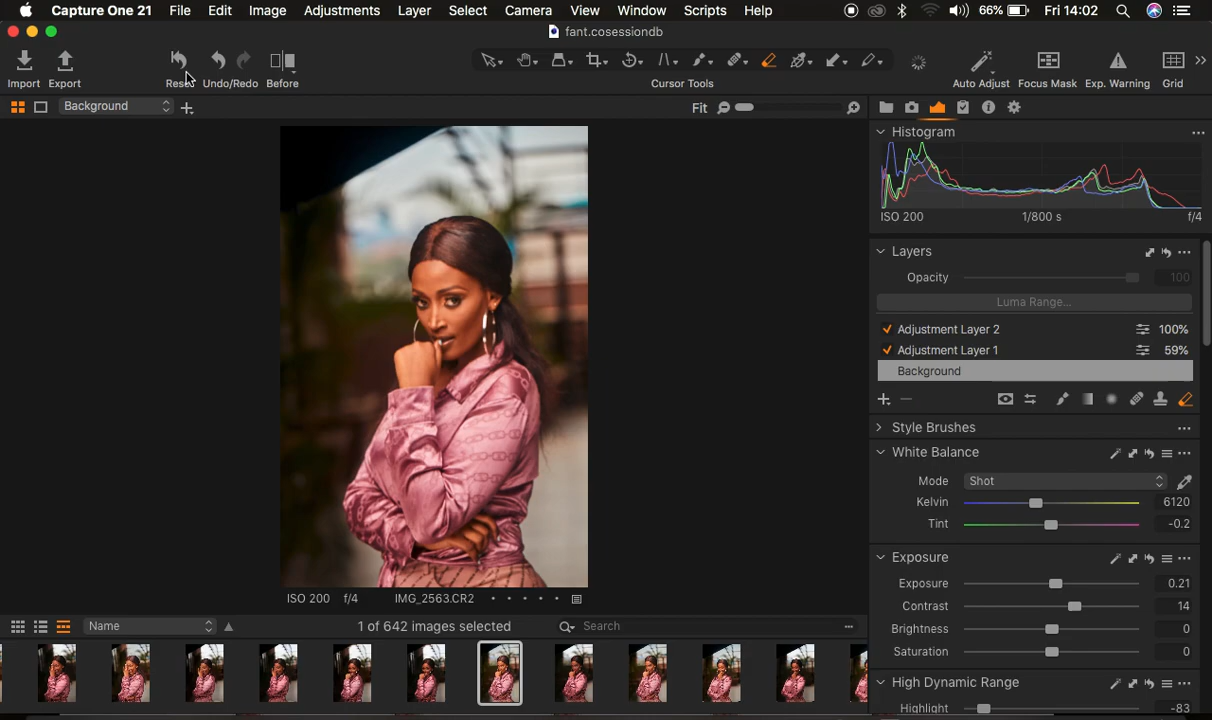 Capture One 21 File Edit Image Adjustments Layer Select Camera View Window Scripts Help 66% Fri 14:02
fant.cosessiondb
Import Export Reset Undo/Redo Before Cursor Tools Auto Adjust Focus Mask Exp. Warning Grid
Background Fit
Histogram
ISO 200 1/800 s f/4
Layers
Opacity 100
Luma Range...
Adjustment Layer 2 100%
Adjustment Layer 1 59%
Background
Style Brushes
White Balance
Mode Shot
Kelvin 6120
Tint -0.2
Exposure
Exposure 0.21
Contrast 14
Brightness 0
Saturation 0
High Dynamic Range
Highlight -83
ISO 200 f/4 IMG_2563.CR2
Name 1 of 642 images selected Search